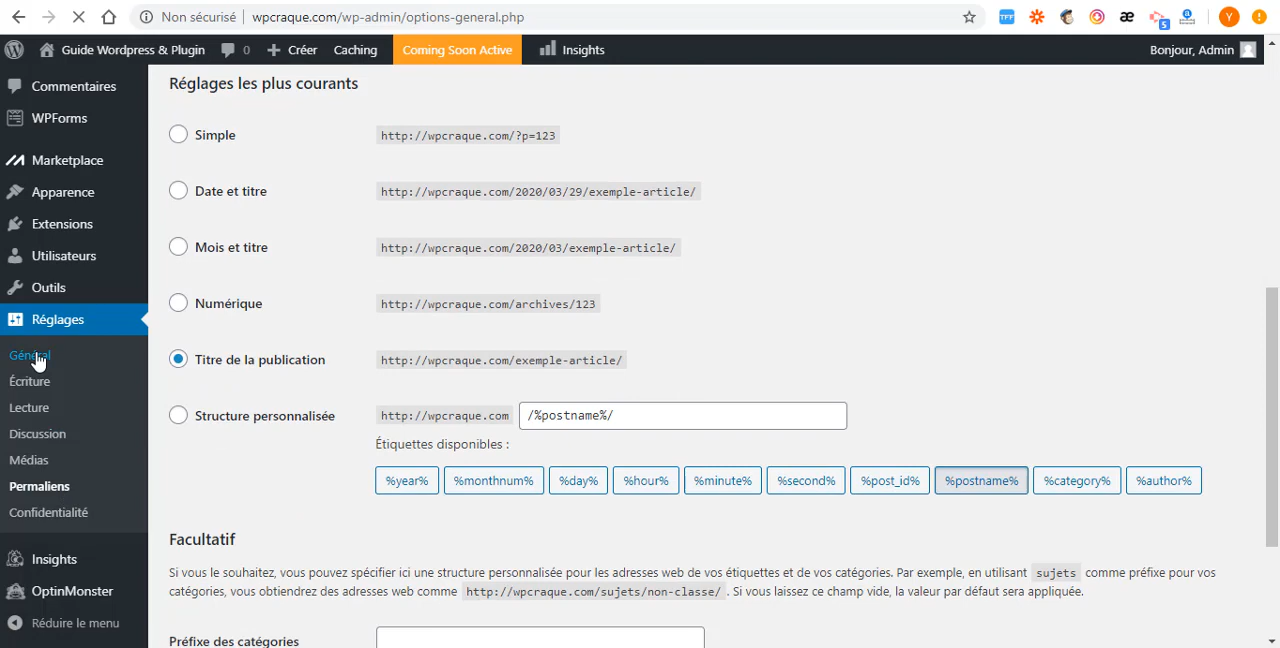 Non sécurisé
wpcraque.com/wp-admin/options-general.php
TFF
æ
5
Y
Guide Wordpress & Plugin
0
Créer
Caching
Coming Soon Active
Insights
Bonjour, Admin
Commentaires
WPForms
Marketplace
Apparence
Extensions
Utilisateurs
Outils
Réglages
Général
Écriture
Lecture
Discussion
Médias
Permaliens
Confidentialité
Insights
OptinMonster
Réduire le menu
Réglages les plus courants
Simple
http://wpcraque.com/?p=123
Date et titre
http://wpcraque.com/2020/03/29/exemple-article/
Mois et titre
http://wpcraque.com/2020/03/exemple-article/
Numérique
http://wpcraque.com/archives/123
Titre de la publication
http://wpcraque.com/exemple-article/
Structure personnalisée
http://wpcraque.com
/%postname%/
Étiquettes disponibles :
%year%
%monthnum%
%day%
%hour%
%minute%
%second%
%post_id%
%postname%
%category%
%author%
Facultatif
Si vous le souhaitez, vous pouvez spécifier ici une structure personnalisée pour les adresses web de vos étiquettes et de vos catégories. Par exemple, en utilisant sujets comme préfixe pour vos
catégories, vous obtiendrez des adresses web comme http://wpcraque.com/sujets/non-classe/ . Si vous laissez ce champ vide, la valeur par défaut sera appliquée.
Préfixe des catégories